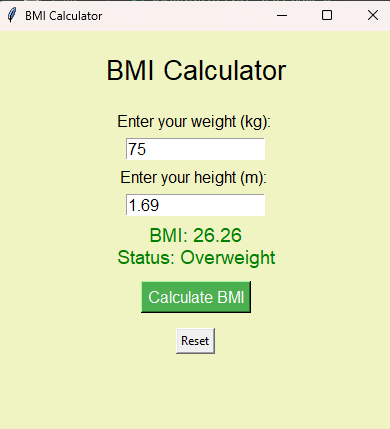 BMI Calculator
BMI Calculator
Enter your weight (kg):
75
Enter your height (m):
1.69
BMI: 26.26
Status: Overweight
Calculate BMI
Reset